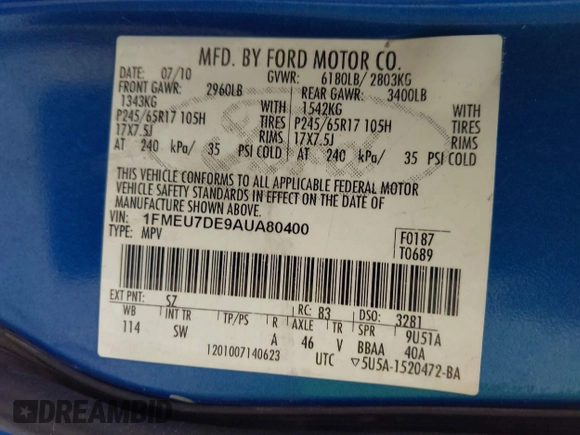 MFD. BY FORD MOTOR CO.
DATE: 07/10 GVWR: 6180LB/ 2803KG
FRONT GAWR: 2960LB REAR GAWR: 3400LB
1343KG WITH 1542KG WITH
P245/65R17 105H TIRES P245/65R17 105H TIRES
17X7.5J RIMS 17X7.5J RIMS
AT 240 kPa/ 35 PSI COLD AT 240 kPa/ 35 PSI COLD
THIS VEHICLE CONFORMS TO ALL APPLICABLE FEDERAL MOTOR
VEHICLE SAFETY STANDARDS IN EFFECT ON THE DATE OF
MANUFACTURE SHOWN ABOVE.
VIN: 1FMEU7DE9AUA80400
TYPE: MPV
F0187
T0689
EXT PNT: SZ RC: 83 DSO: 3281
WB INT TR TP/PS R AXLE TR SPR 9U51A
114 SW A 46 V BBAA 40A
1201007140623 UTC ▽5U5A-1520472-BA
DREAMBID